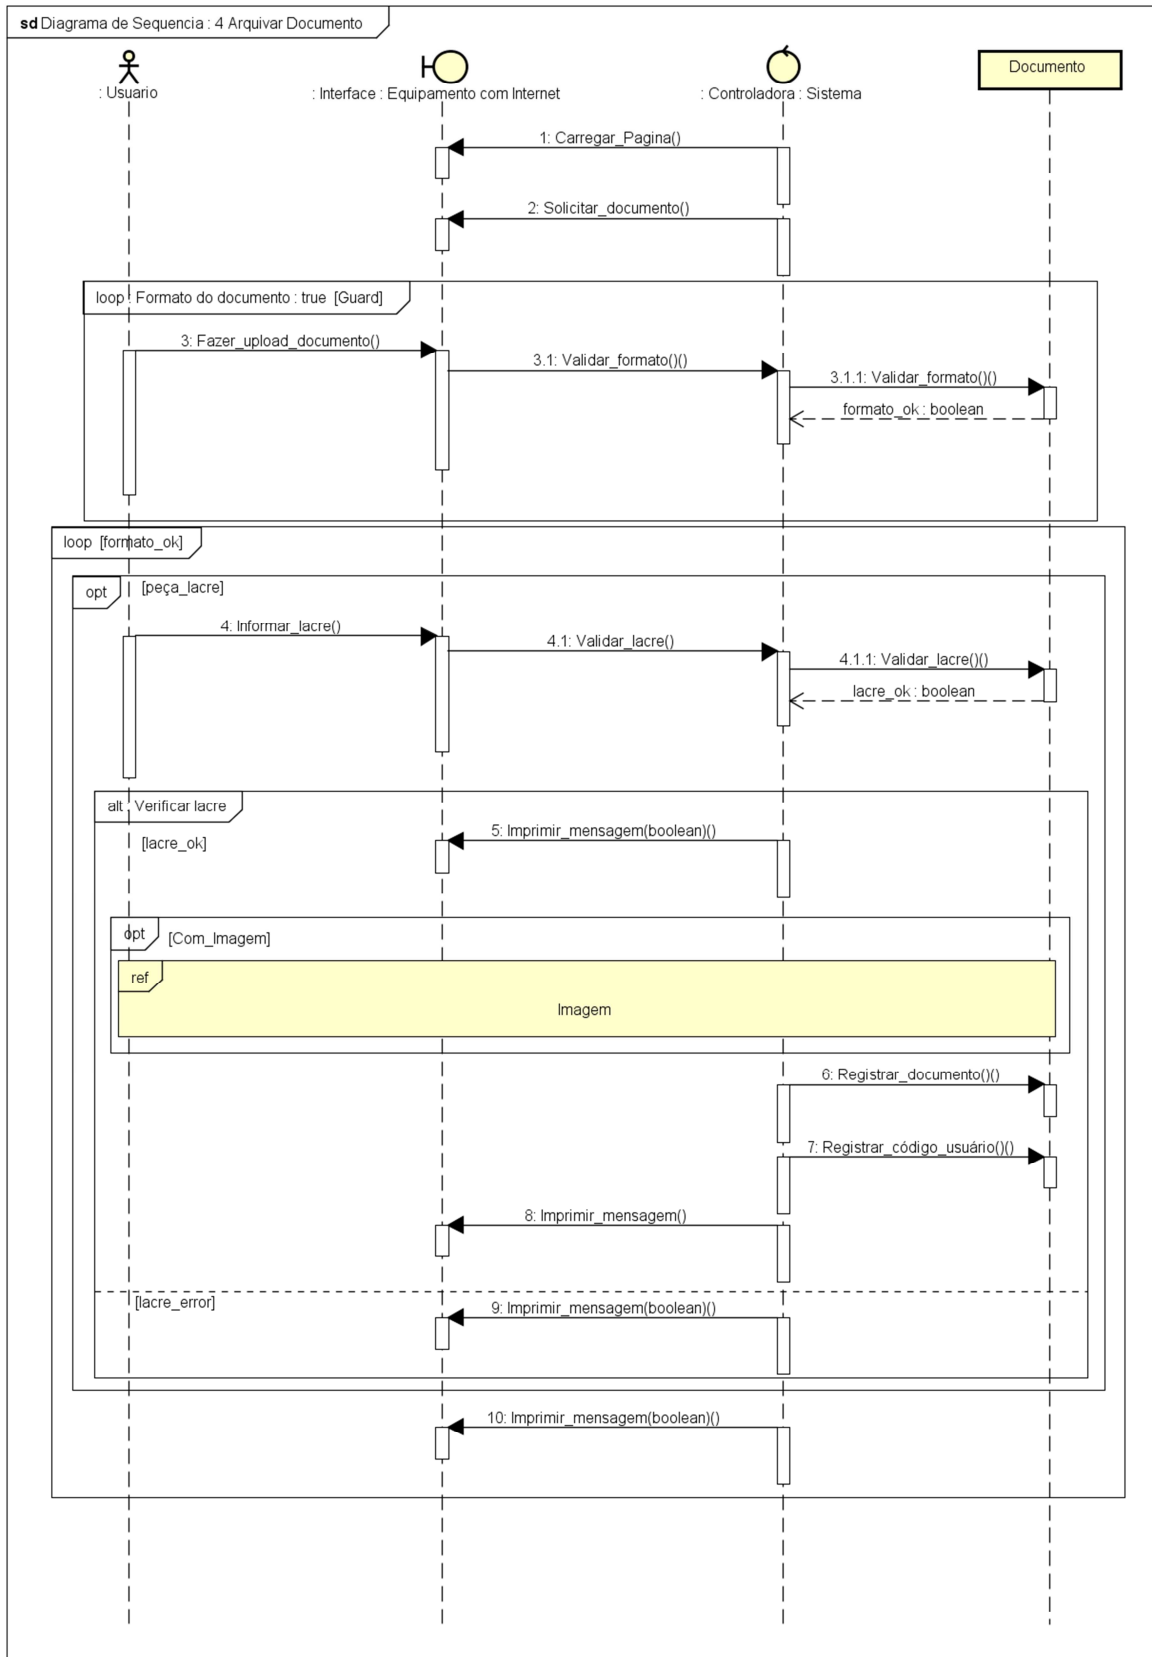 sd Diagrama de Sequencia : 4 Arquivar Documento
: Usuario
: Interface : Equipamento com Internet
: Controladora : Sistema
Documento
1: Carregar_Pagina()
2: Solicitar_documento()
loop : Formato do documento : true [Guard]
3: Fazer_upload_documento()
3.1: Validar_formato()()
3.1.1: Validar_formato()()
formato_ok : boolean
loop [formato_ok]
opt
[peça_lacre]
4: Informar_lacre()
4.1: Validar_lacre()
4.1.1: Validar_lacre()()
lacre_ok : boolean
alt : Verificar lacre
5: Imprimir_mensagem(boolean)()
[lacre_ok]
opt
[Com_Imagem]
ref
Imagem
6: Registrar_documento()()
7: Registrar_código_usuário()()
8: Imprimir_mensagem()
[lacre_error]
9: Imprimir_mensagem(boolean)()
10: Imprimir_mensagem(boolean)()